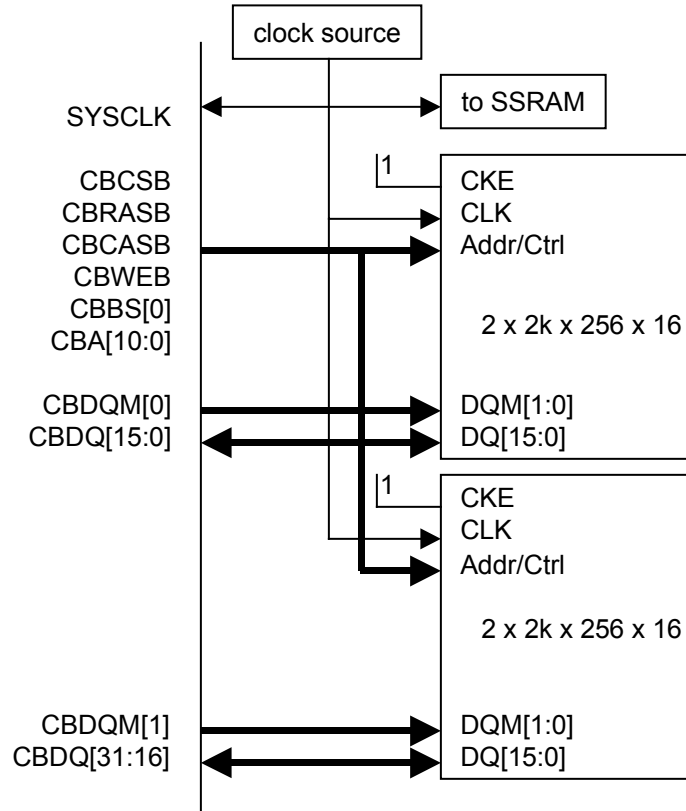 clock source
SYSCLK
to SSRAM
CBCSB
CBRASB
CBCASB
CBWEB
CBBS[0]
CBA[10:0]
1
CKE
CLK
Addr/Ctrl
2 x 2k x 256 x 16
CBDQM[0]
CBDQ[15:0]
DQM[1:0]
DQ[15:0]
1
CKE
CLK
Addr/Ctrl
2 x 2k x 256 x 16
CBDQM[1]
CBDQ[31:16]
DQM[1:0]
DQ[15:0]